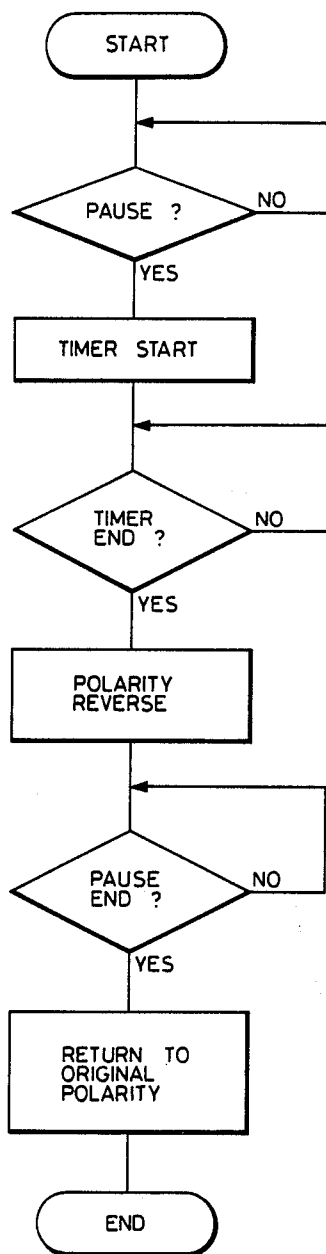 START
PAUSE ?
NO
YES
TIMER START
TIMER
END ?
NO
YES
POLARITY
REVERSE
PAUSE
END ?
NO
YES
RETURN TO
ORIGINAL
POLARITY
END